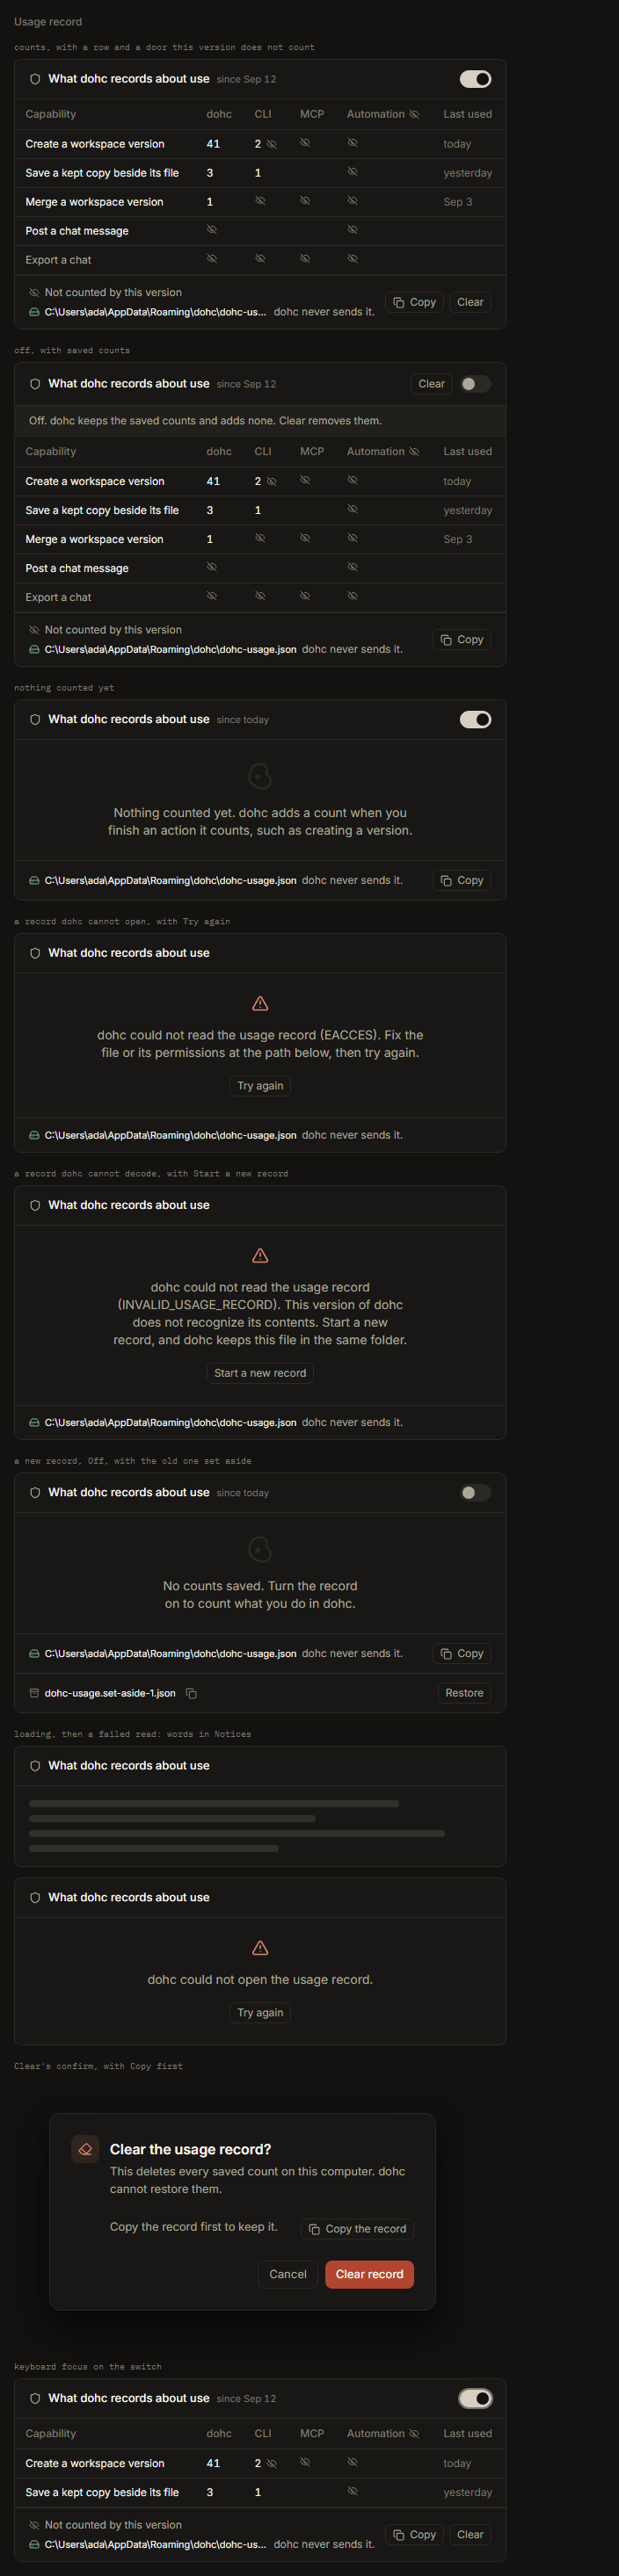 Usage record
counts, with a row and a door this version does not count
What dohc records about use since Sep 12
Capability dohc CLI MCP Automation Last used
Create a workspace version 41 2 today
Save a kept copy beside its file 3 1 yesterday
Merge a workspace version 1 Sep 3
Post a chat message
Export a chat
Not counted by this version
C:\Users\ada\AppData\Roaming\dohc\dohc-us... dohc never sends it. Copy Clear
off, with saved counts
What dohc records about use since Sep 12 Clear
Off. dohc keeps the saved counts and adds none. Clear removes them.
Capability dohc CLI MCP Automation Last used
Create a workspace version 41 2 today
Save a kept copy beside its file 3 1 yesterday
Merge a workspace version 1 Sep 3
Post a chat message
Export a chat
Not counted by this version
C:\Users\ada\AppData\Roaming\dohc\dohc-usage.json dohc never sends it. Copy
nothing counted yet
What dohc records about use since today
Nothing counted yet. dohc adds a count when you
finish an action it counts, such as creating a version.
C:\Users\ada\AppData\Roaming\dohc\dohc-usage.json dohc never sends it. Copy
a record dohc cannot open, with Try again
What dohc records about use
dohc could not read the usage record (EACCES). Fix the
file or its permissions at the path below, then try again.
Try again
C:\Users\ada\AppData\Roaming\dohc\dohc-usage.json dohc never sends it.
a record dohc cannot decode, with Start a new record
What dohc records about use
dohc could not read the usage record
(INVALID_USAGE_RECORD). This version of dohc
does not recognize its contents. Start a new
record, and dohc keeps this file in the same folder.
Start a new record
C:\Users\ada\AppData\Roaming\dohc\dohc-usage.json dohc never sends it.
a new record, Off, with the old one set aside
What dohc records about use since today
No counts saved. Turn the record
on to count what you do in dohc.
C:\Users\ada\AppData\Roaming\dohc\dohc-usage.json dohc never sends it. Copy
dohc-usage.set-aside-1.json Restore
loading, then a failed read: words in Notices
What dohc records about use
What dohc records about use
dohc could not open the usage record.
Try again
Clear's confirm, with Copy first
Clear the usage record?
This deletes every saved count on this computer. dohc
cannot restore them.
Copy the record first to keep it. Copy the record
Cancel Clear record
keyboard focus on the switch
What dohc records about use since Sep 12
Capability dohc CLI MCP Automation Last used
Create a workspace version 41 2 today
Save a kept copy beside its file 3 1 yesterday
Not counted by this version
C:\Users\ada\AppData\Roaming\dohc\dohc-us... dohc never sends it. Copy Clear